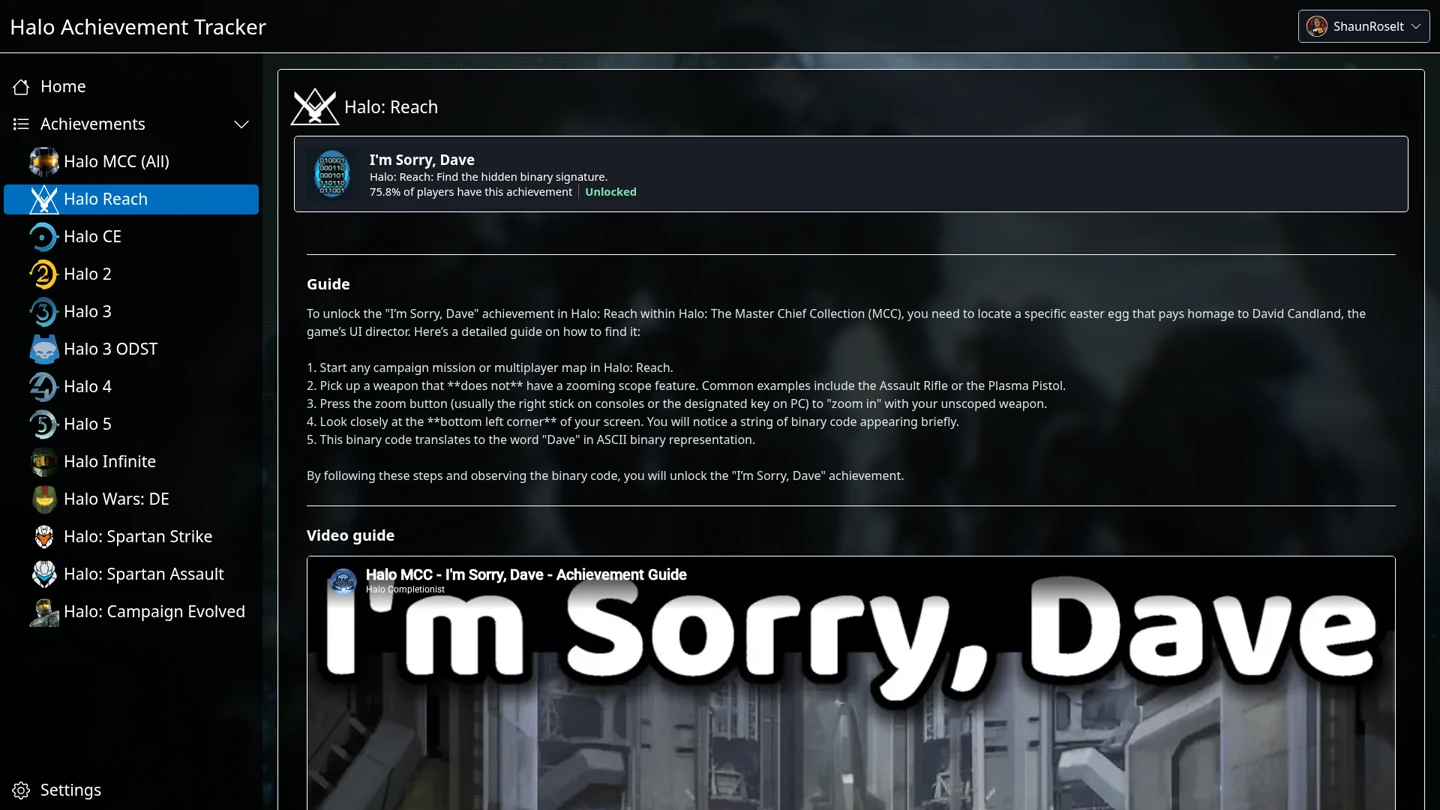 Halo Achievement Tracker
ShaunRoselt
Home
Achievements
Halo MCC (All)
Halo Reach
Halo CE
Halo 2
Halo 3
Halo 3 ODST
Halo 4
Halo 5
Halo Infinite
Halo Wars: DE
Halo: Spartan Strike
Halo: Spartan Assault
Halo: Campaign Evolved
Settings
Halo: Reach
010001
000110
000101
110110
011001
I'm Sorry, Dave
Halo: Reach: Find the hidden binary signature.
75.8% of players have this achievement Unlocked
Guide
To unlock the "I’m Sorry, Dave" achievement in Halo: Reach within Halo: The Master Chief Collection (MCC), you need to locate a specific easter egg that pays homage to David Candland, the
game’s UI director. Here’s a detailed guide on how to find it:
1. Start any campaign mission or multiplayer map in Halo: Reach.
2. Pick up a weapon that **does not** have a zooming scope feature. Common examples include the Assault Rifle or the Plasma Pistol.
3. Press the zoom button (usually the right stick on consoles or the designated key on PC) to "zoom in" with your unscoped weapon.
4. Look closely at the **bottom left corner** of your screen. You will notice a string of binary code appearing briefly.
5. This binary code translates to the word "Dave" in ASCII binary representation.
By following these steps and observing the binary code, you will unlock the "I’m Sorry, Dave" achievement.
Video guide
Halo MCC - I'm Sorry, Dave - Achievement Guide
Halo Completionist
I'm Sorry, Dave